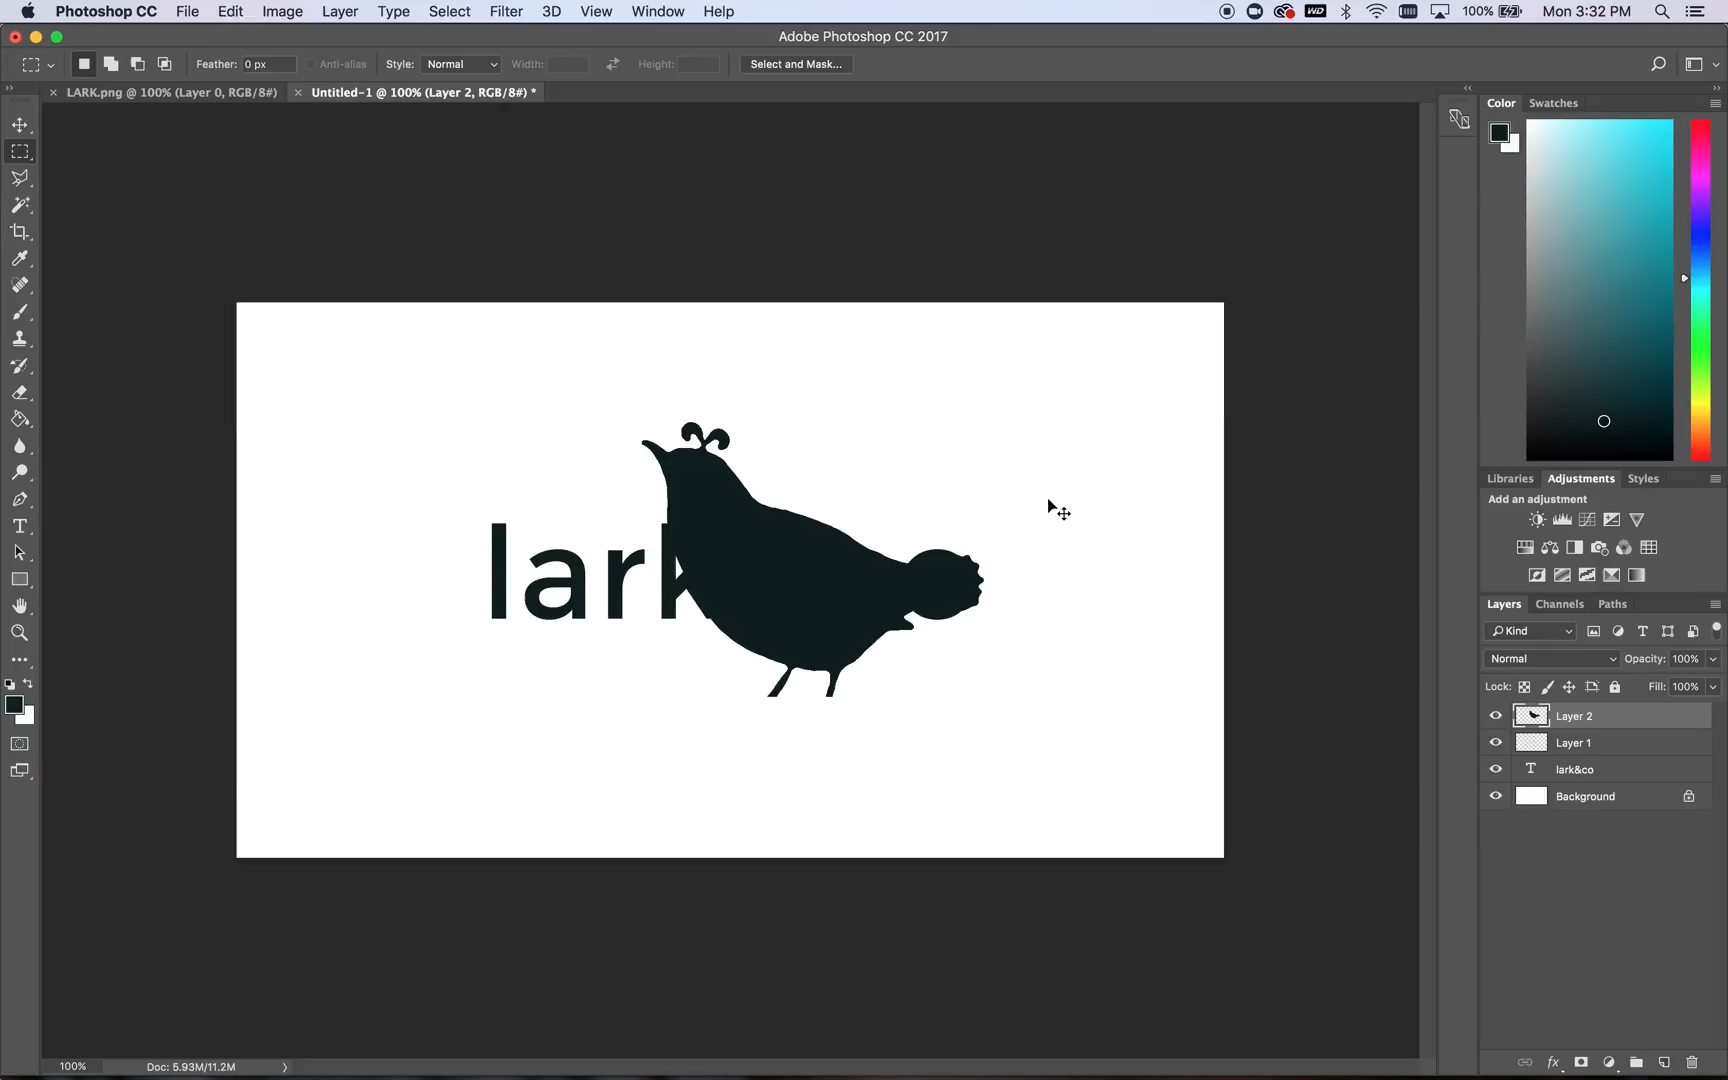 Photoshop CC File Edit Image Layer Type Select Filter 3D View Window Help WD 100% Mon 3:32 PM
Adobe Photoshop CC 2017
Feather: 0 px Anti-alias Style: Normal Width: Height: Select and Mask...
LARK.png @ 100% (Layer 0, RGB/8#) Untitled-1 @ 100% (Layer 2, RGB/8#) *
Color Swatches
lark
Libraries Adjustments Styles
Add an adjustment
Layers Channels Paths
Kind
Normal Opacity: 100%
Lock: Fill: 100%
Layer 2
Layer 1
T lark&co
Background
100% Doc: 5.93M/11.2M